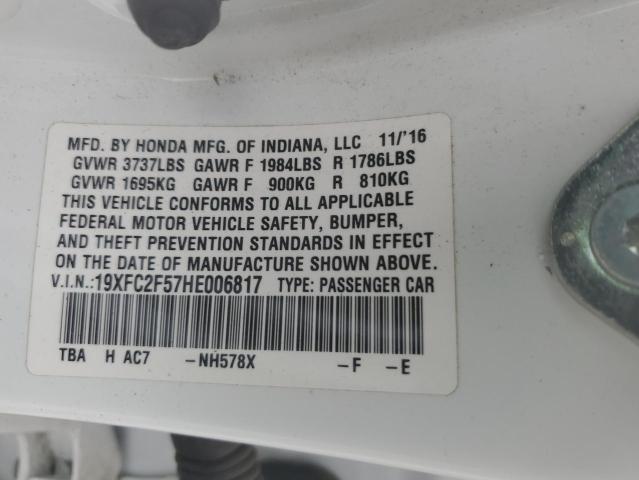 MFD. BY HONDA MFG. OF INDIANA, LLC 11/'16
GVWR 3737LBS GAWR F 1984LBS R 1786LBS
GVWR 1695KG GAWR F 900KG R 810KG
THIS VEHICLE CONFORMS TO ALL APPLICABLE
FEDERAL MOTOR VEHICLE SAFETY, BUMPER,
AND THEFT PREVENTION STANDARDS IN EFFECT
ON THE DATE OF MANUFACTURE SHOWN ABOVE.
V.I.N.:19XFC2F57HE006817 TYPE: PASSENGER CAR
TBA H AC7 -NH578X -F -E